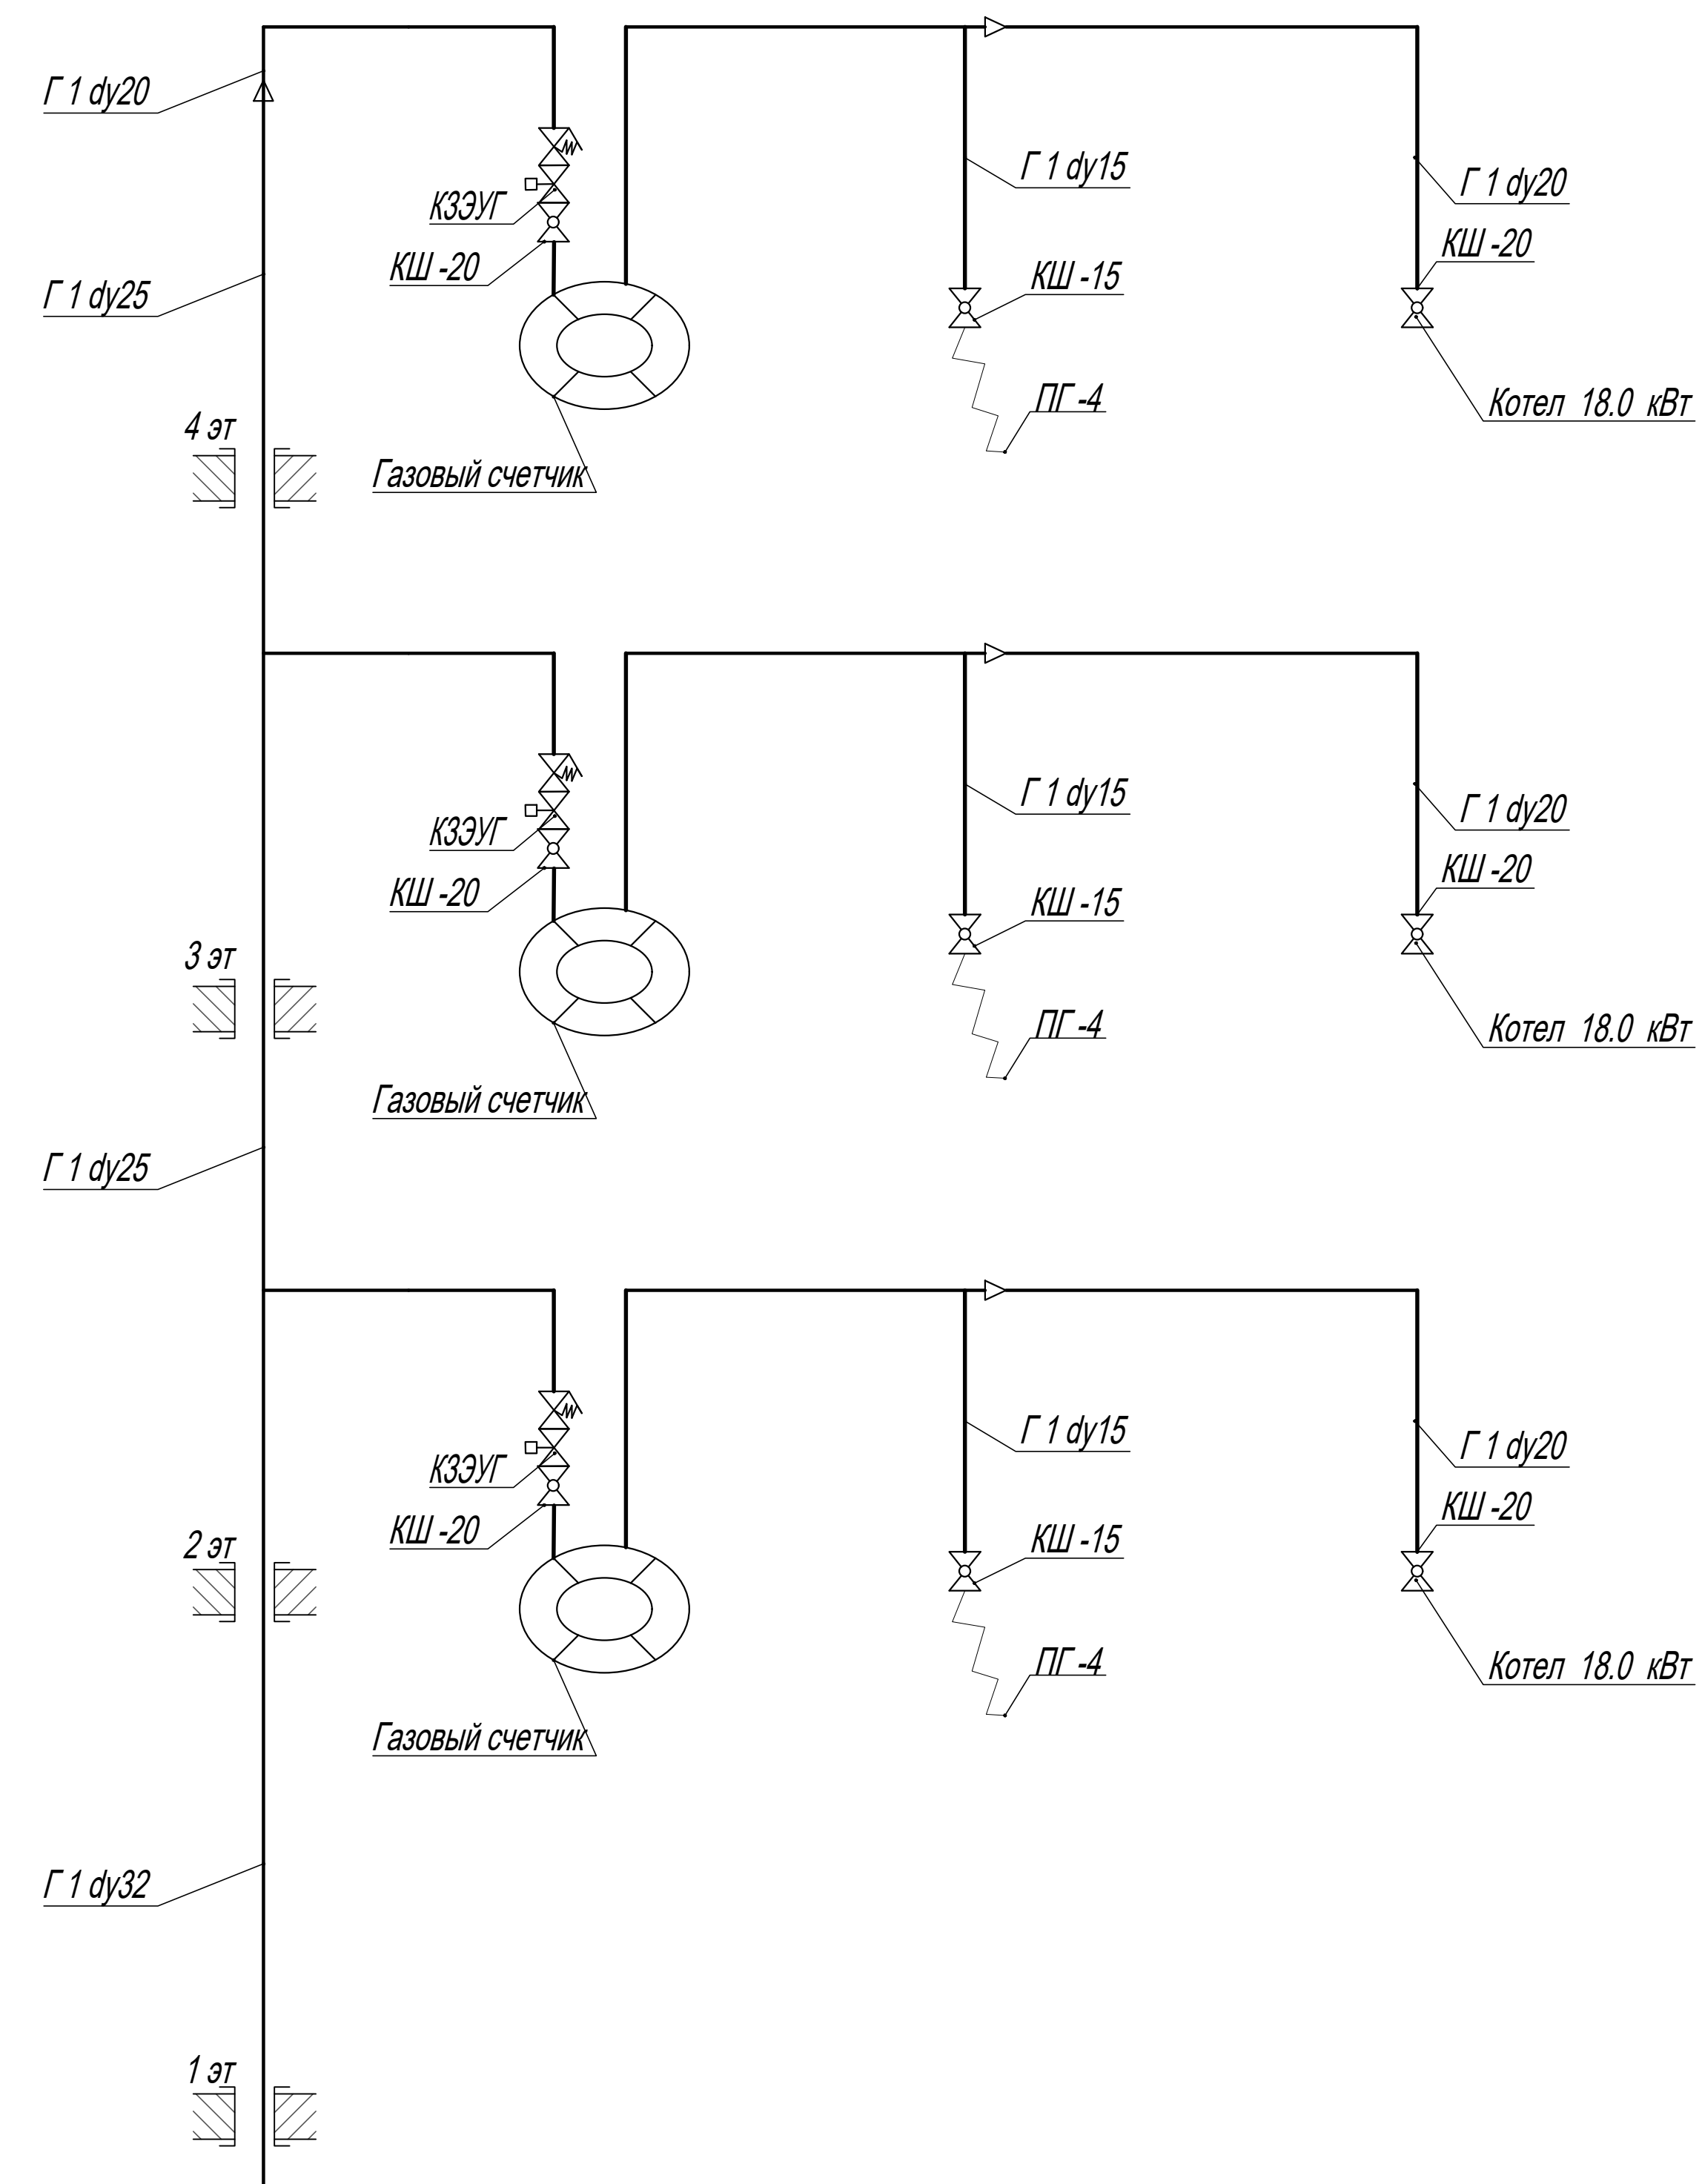 Г 1 dy20
Г 1 dy15
Г 1 dy20
КЗЭУГ
КШ -20
КШ -20
КШ -15
Г 1 dy25
ПГ -4
Котел 18.0 кВт
4 эт
Газовый счетчик
Г 1 dy15
Г 1 dy20
КЗЭУГ
КШ -20
КШ -20
КШ -15
3 эт
ПГ -4
Котел 18.0 кВт
Газовый счетчик
Г 1 dy25
Г 1 dy15
Г 1 dy20
КЗЭУГ
КШ -20
КШ -20
КШ -15
2 эт
ПГ -4
Котел 18.0 кВт
Газовый счетчик
Г 1 dy32
1 эт